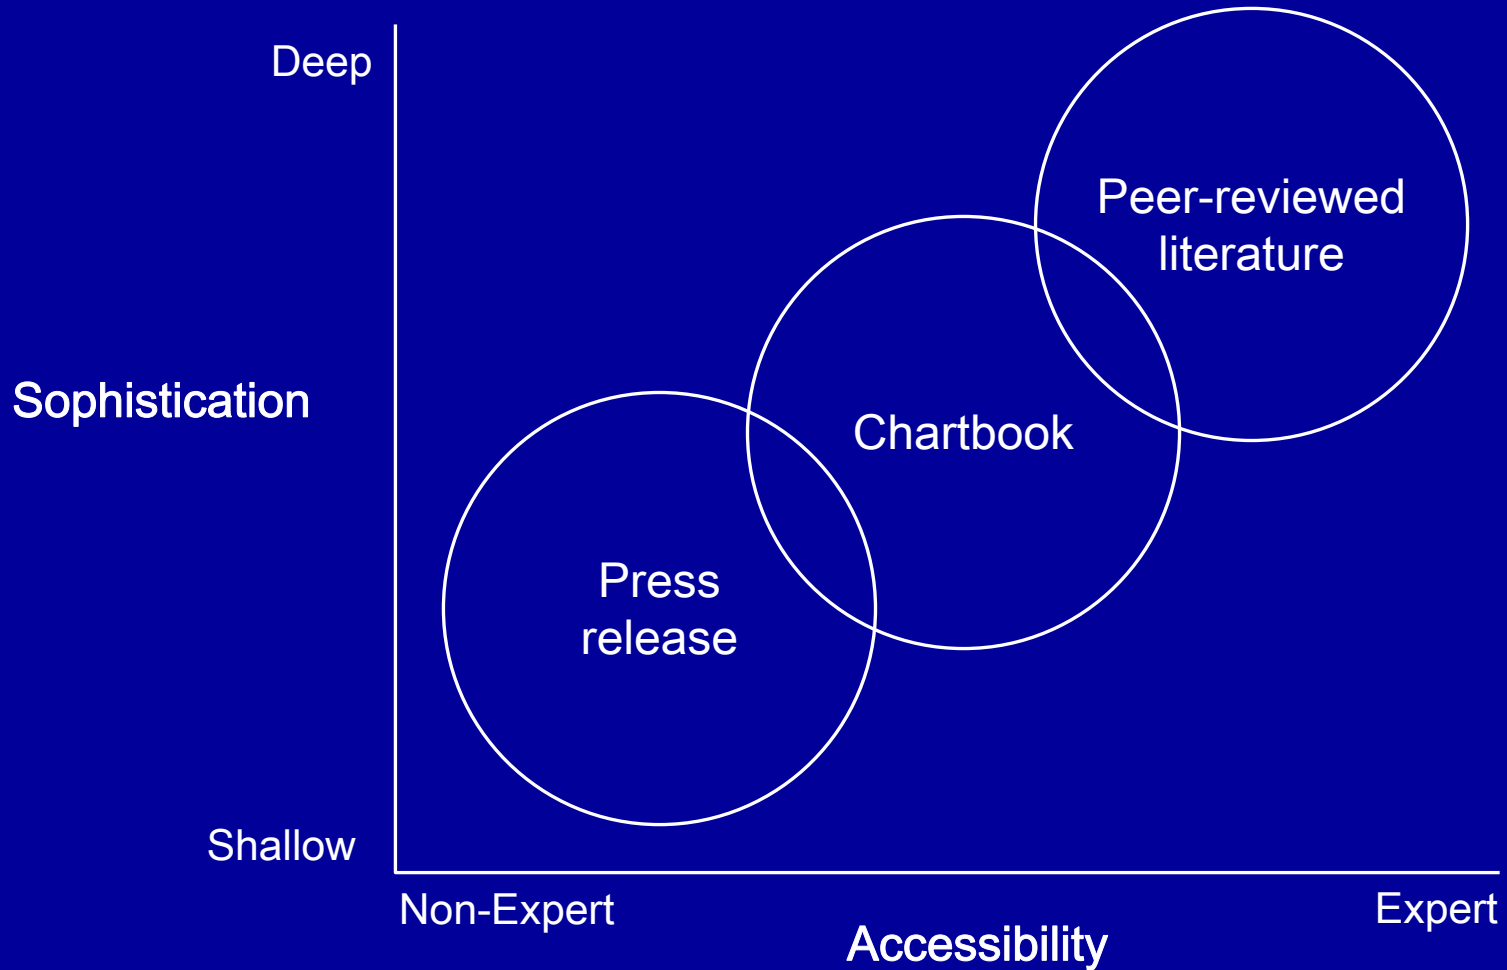 Deep
Peer-reviewed
literature
Sophistication
Chartbook
Press
release
Shallow
Non-Expert
Expert
Accessibility